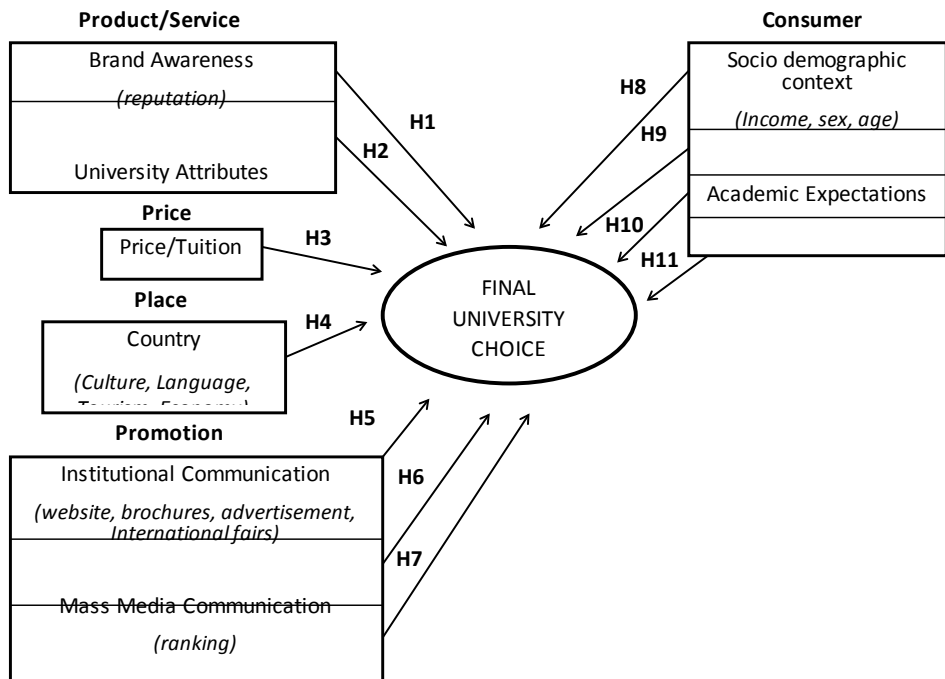 Product/Service
Brand Awareness
(reputation)
University Attributes
Price
Price/Tuition
Place
Country
(Culture, Language,
Tourism, Economy)
Promotion
Institutional Communication
(website, brochures, advertisement,
International fairs)
Mass Media Communication
(ranking)
H1
H2
H3
H4
H5
H6
H7
FINAL
UNIVERSITY
CHOICE
H8
H9
H10
H11
Consumer
Socio demographic
context
(Income, sex, age)
Academic Expectations